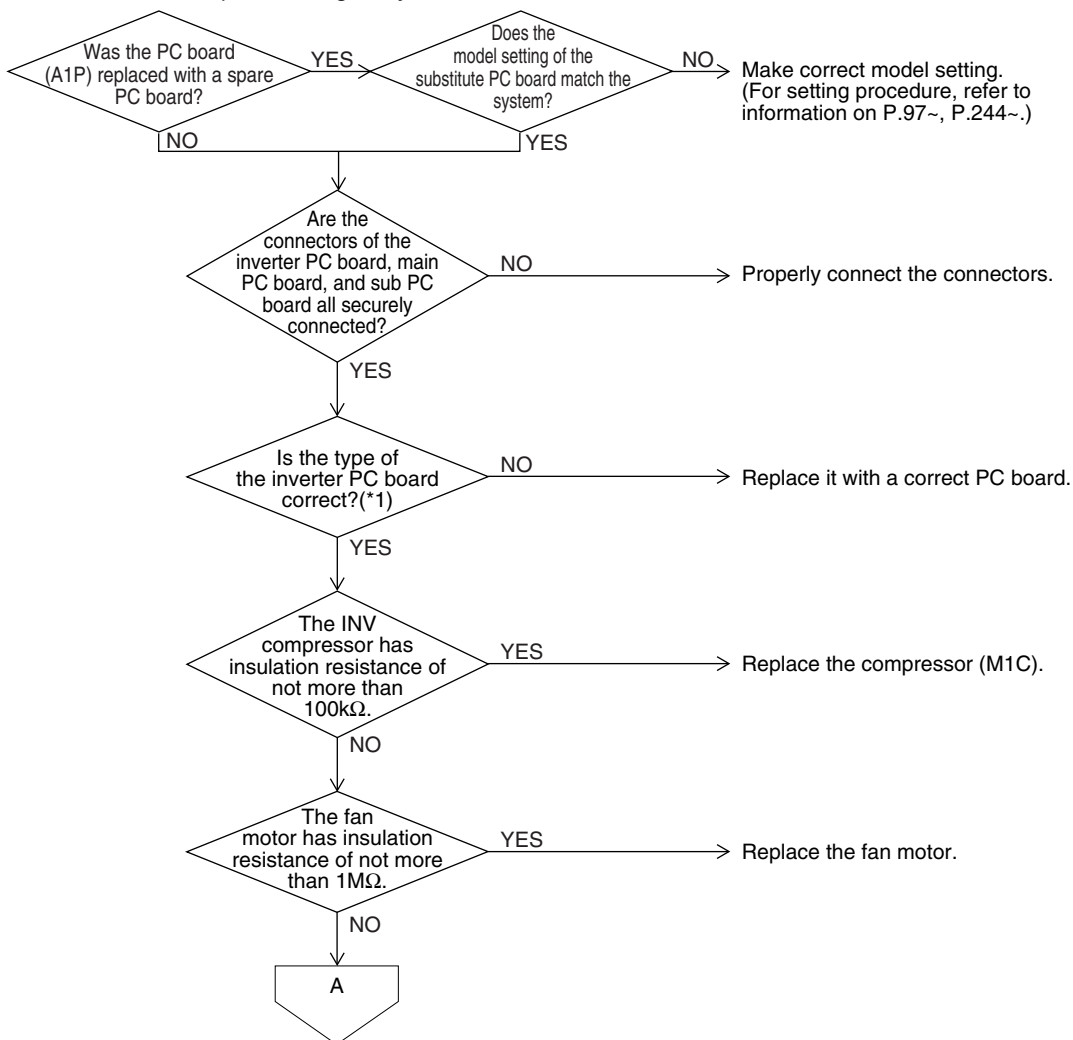 Was the PC board
(A1P) replaced with a spare
PC board?
YES
Does the
model setting of the
substitute PC board match the
system?
NO
Make correct model setting.
(For setting procedure, refer to
information on P.97~, P.244~.)
NO
YES
Are the
connectors of the
inverter PC board, main
PC board, and sub PC
board all securely
connected?
NO
Properly connect the connectors.
YES
Is the type of
the inverter PC board
correct?(*1)
NO
Replace it with a correct PC board.
YES
The INV
compressor has
insulation resistance of
not more than
100kΩ.
YES
Replace the compressor (M1C).
NO
The fan
motor has insulation
resistance of not more
than 1MΩ.
YES
Replace the fan motor.
NO
A